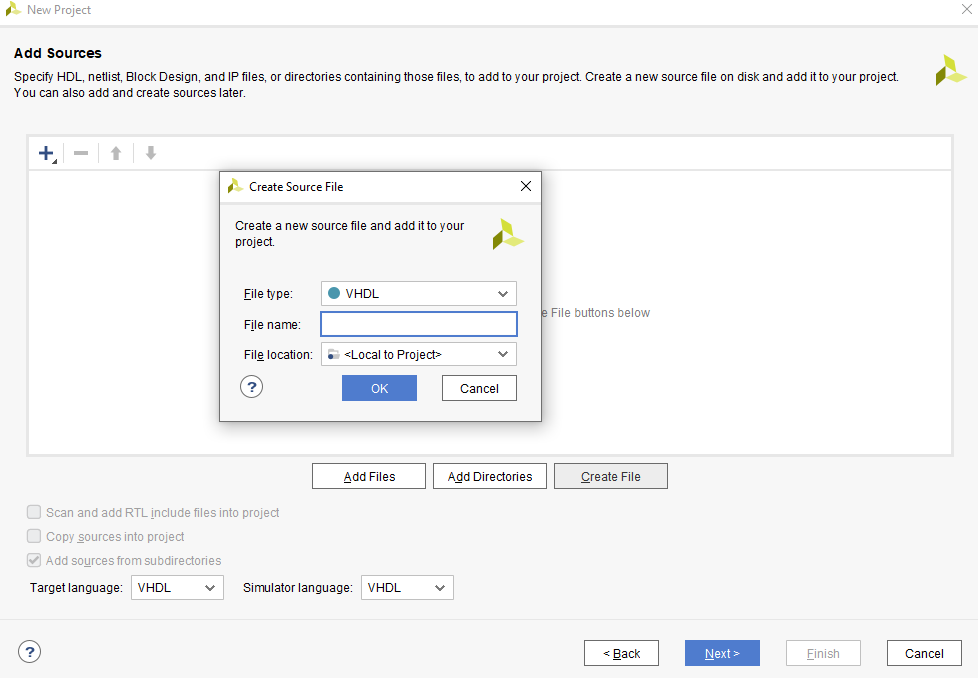 New Project
Add Sources
Specify HDL, netlist, Block Design, and IP files, or directories containing those files, to add to your project. Create a new source file on disk and add it to your project.
You can also add and create sources later.
Create Source File
Create a new source file and add it to your
project.
File type: VHDL
e File buttons below
File name:
File location: <Local to Project>
? OK Cancel
Add Files Add Directories Create File
Scan and add RTL include files into project
Copy sources into project
Add sources from subdirectories
Target language: VHDL Simulator language: VHDL
? < Back Next > Finish Cancel